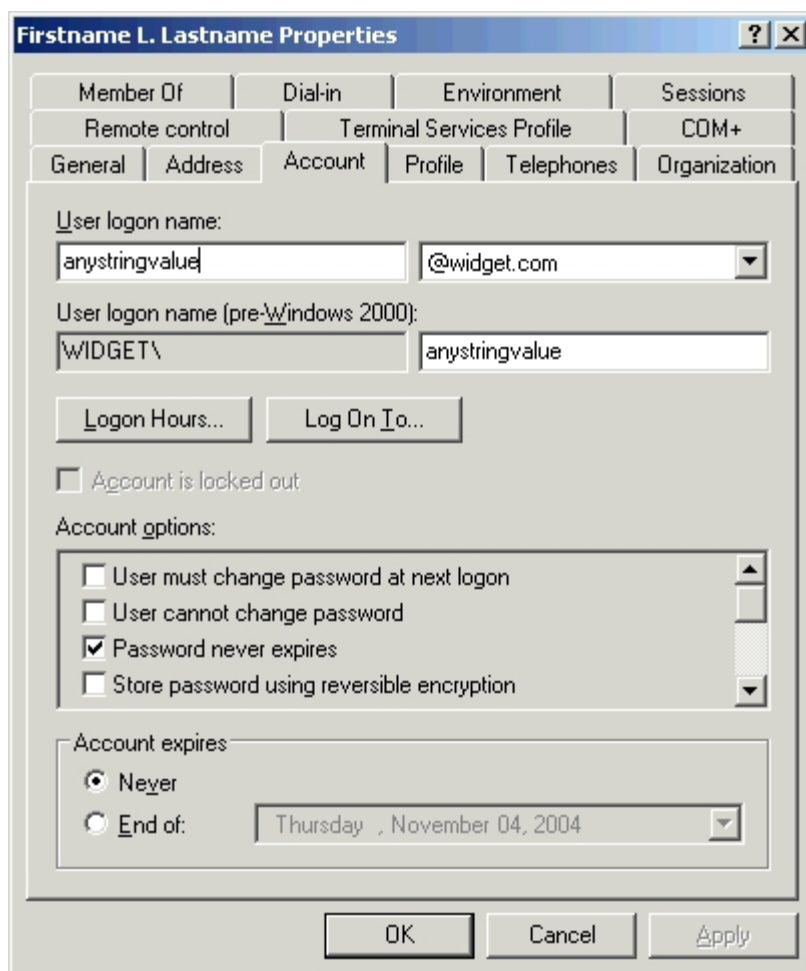 Firstname L. Lastname Properties
Member Of Dial-in Environment Sessions
Remote control Terminal Services Profile COM+
General Address Account Profile Telephones Organization
User logon name:
anystringvalue @widget.com
User logon name (pre-Windows 2000):
WIDGET\ anystringvalue
Logon Hours... Log On To...
Account is locked out
Account options:
User must change password at next logon
User cannot change password
Password never expires
Store password using reversible encryption
Account expires
Never
End of: Thursday , November 04, 2004
OK Cancel Apply